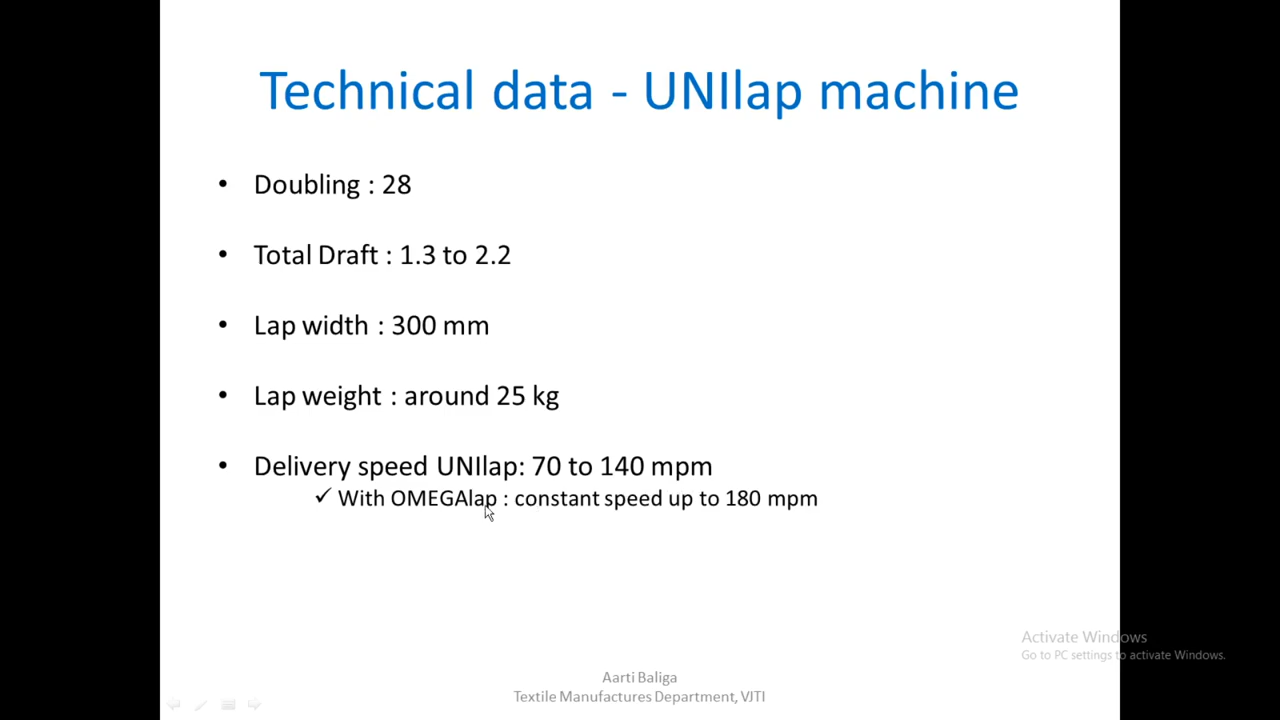 Technical data - UNIlap machine
• Doubling : 28
• Total Draft : 1.3 to 2.2
• Lap width : 300 mm
• Lap weight : around 25 kg
• Delivery speed UNIlap: 70 to 140 mpm
✓ With OMEGAlap : constant speed up to 180 mpm
Activate Windows
Go to PC settings to activate Windows.
Aarti Baliga
Textile Manufactures Department, VJTI